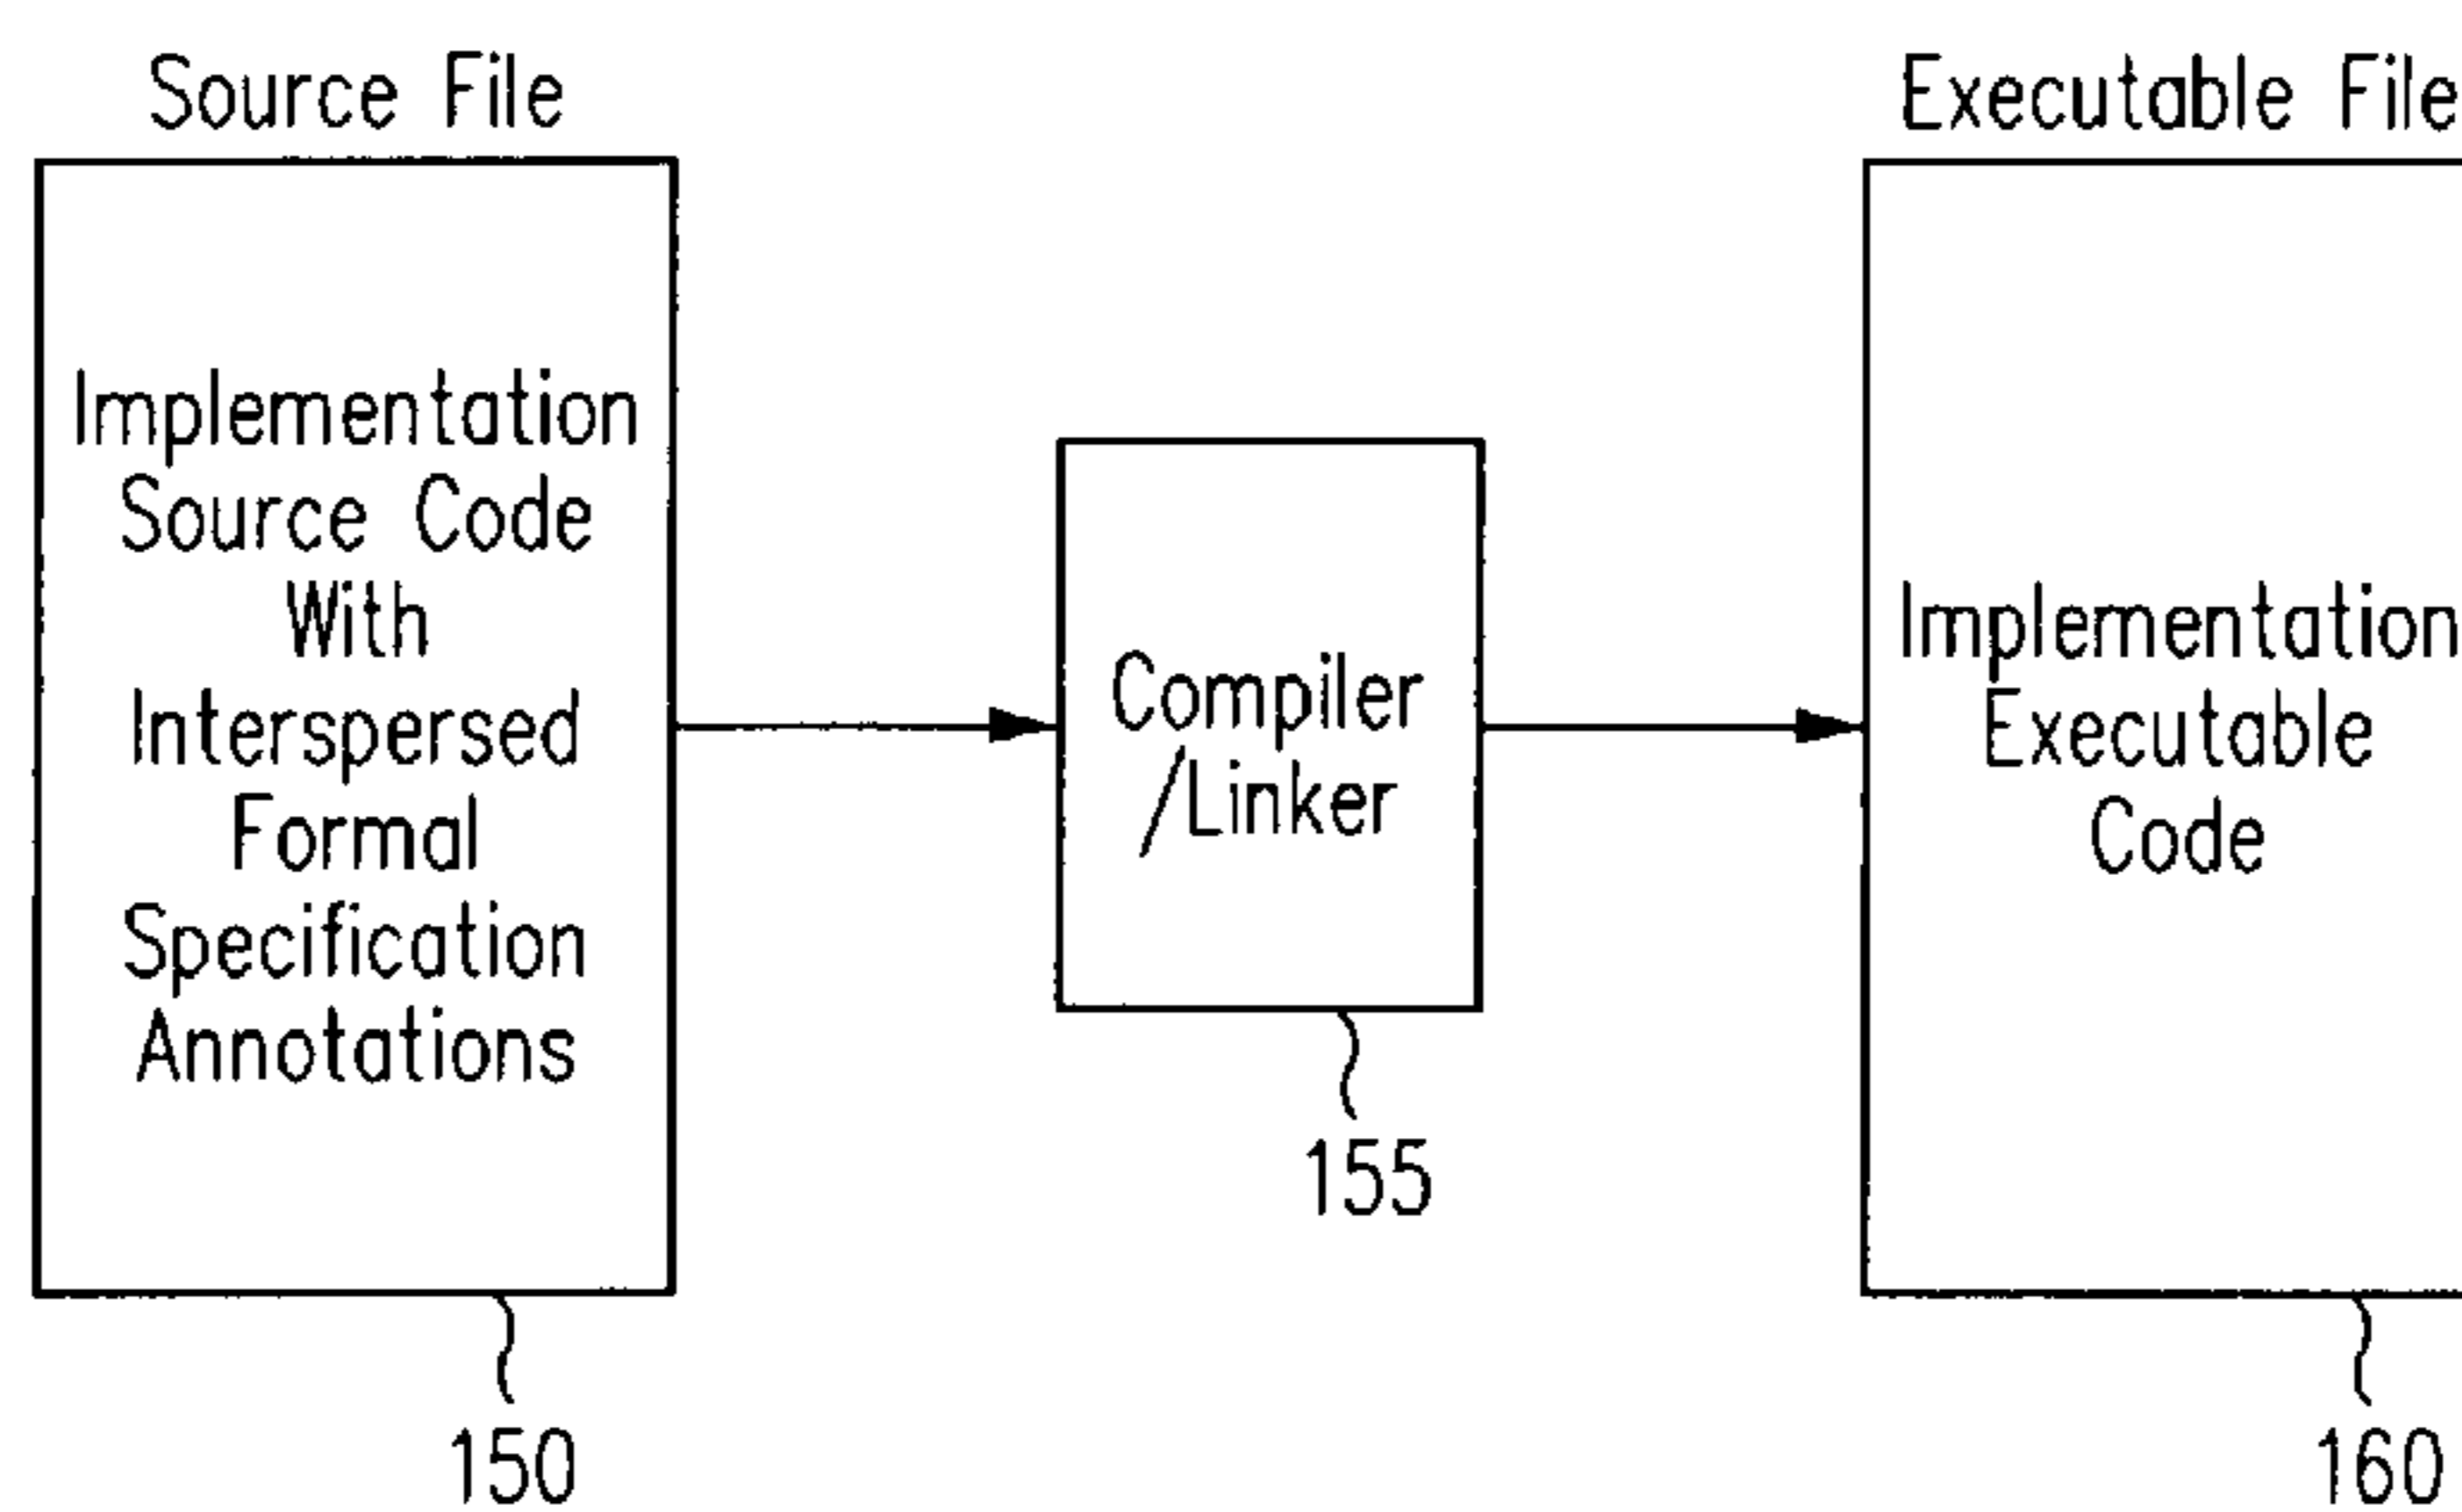 Source File
Implementation
Source Code
With
Interspersed
Formal
Specification
Annotations
150
Compiler
/Linker
155
Executable File
Implementation
Executable
Code
160